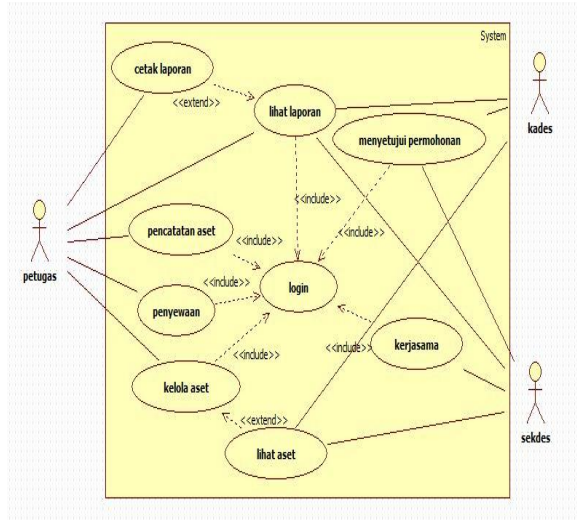 System
cetak laporan
<<extend>>
lihat laporan
kades
menyetujui permohonan
<<include>>
pencatatan aset
<<include>>
<<include>>
petugas
<<include>>
login
penyewaan
<<include>>
<<include>>
kerjasama
kelola aset
<<extend>>
lihat aset
sekdes